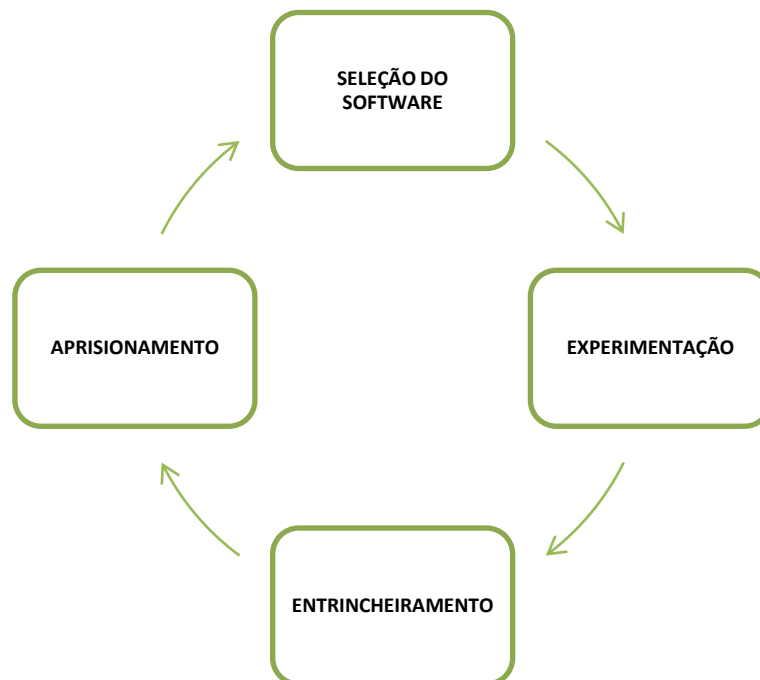 SELEÇÃO DO
SOFTWARE
APRISIONAMENTO
EXPERIMENTAÇÃO
ENTRINCHEIRAMENTO